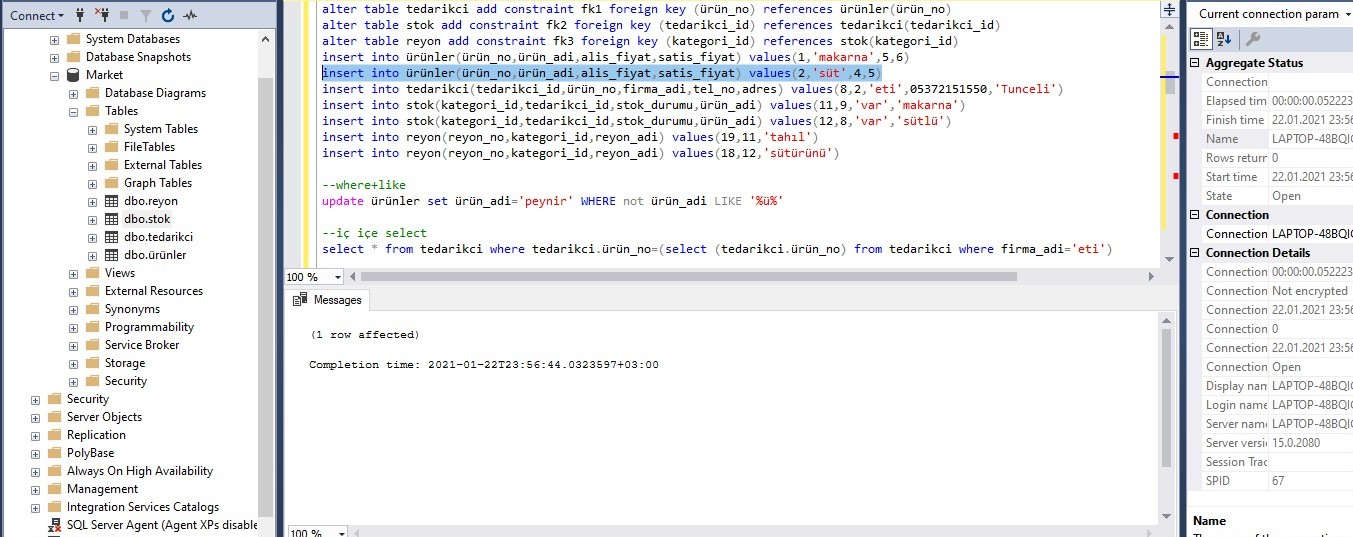 Connect
System Databases
Database Snapshots
Market
Database Diagrams
Tables
System Tables
FileTables
External Tables
Graph Tables
dbo.reyon
dbo.stok
dbo.tedarikci
dbo.ürünler
Views
External Resources
Synonyms
Programmability
Service Broker
Storage
Security
Security
Server Objects
Replication
PolyBase
Always On High Availability
Management
Integration Services Catalogs
SQL Server Agent (Agent XPs disable
alter table tedarikci add constraint fk1 foreign key (ürün_no) references ürünler(ürün_no)
alter table stok add constraint fk2 foreign key (tedarikci_id) references tedarikci(tedarikci_id)
alter table reyon add constraint fk3 foreign key (kategori_id) references stok(kategori_id)
insert into ürünler(ürün_no,ürün_adi,alis_fiyat,satis_fiyat) values(1,'makarna',5,6)
insert into ürünler(ürün_no,ürün_adi,alis_fiyat,satis_fiyat) values(2,'süt',4,5)
insert into tedarikci(tedarikci_id,ürün_no,firma_adi,tel_no,adres) values(8,2,'eti',05372151550,'Tunceli')
insert into stok(kategori_id,tedarikci_id,stok_durumu,ürün_adi) values(11,9,'var','makarna')
insert into stok(kategori_id,tedarikci_id,stok_durumu,ürün_adi) values(12,8,'var','sütlü')
insert into reyon(reyon_no,kategori_id,reyon_adi) values(19,11,'tahıl')
insert into reyon(reyon_no,kategori_id,reyon_adi) values(18,12,'sütürünü')
--where+like
update ürünler set ürün_adi='peynir' WHERE not ürün_adi LIKE '%ü%'
--iç içe select
select * from tedarikci where tedarikci.ürün_no=(select (tedarikci.ürün_no) from tedarikci where firma_adi='eti')
100 %
Messages
(1 row affected)
Completion time: 2021-01-22T23:56:44.0323597+03:00
100 %
Current connection param
Aggregate Status
Connection
Elapsed tim 00:00:00.052223
Finish time 22.01.2021 23:56
Name LAPTOP-48BQI
Rows returr 0
Start time 22.01.2021 23:56
State Open
Connection
Connection LAPTOP-48BQI
Connection Details
Connection 00:00:00.052223
Connection Not encrypted
Connection 22.01.2021 23:56
Connection 0
Connection 22.01.2021 23:56
Connection Open
Display nan LAPTOP-48BQI
Login name LAPTOP-48BQI
Server name LAPTOP-48BQI
Server versi 15.0.2080
Session Trac
SPID 67
Name